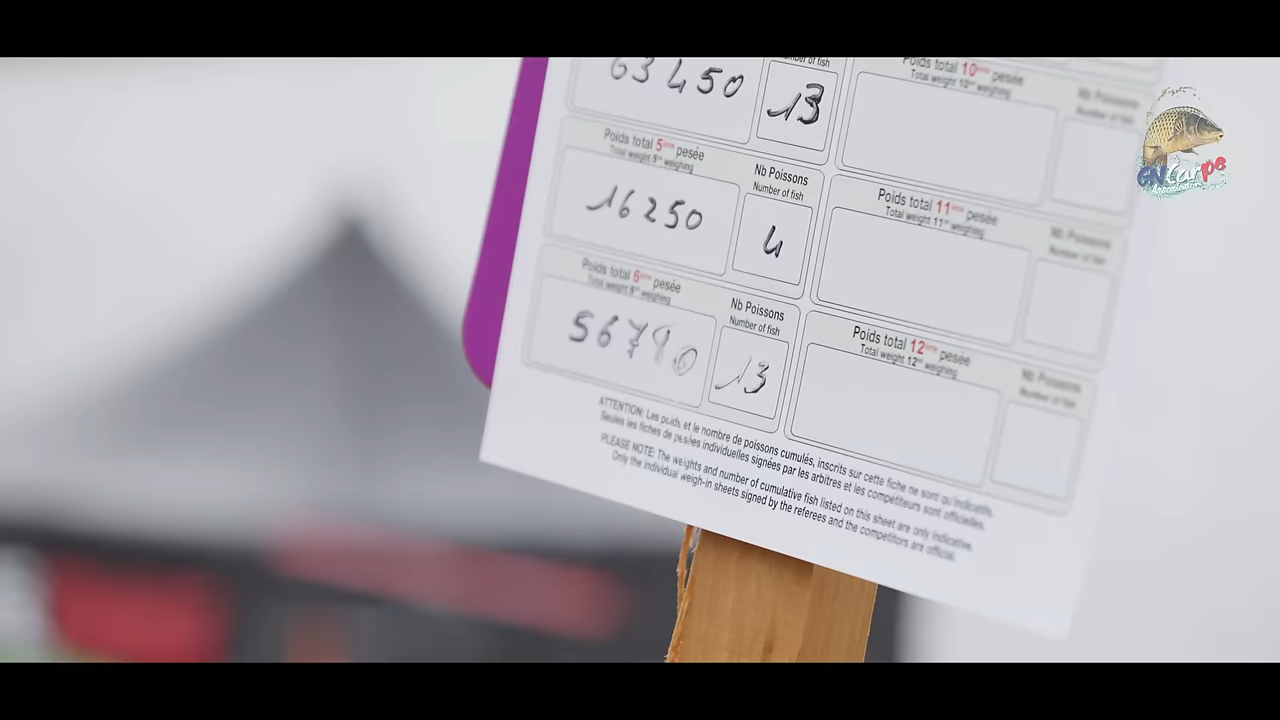 Number of fish
63450
13
Poids total 5ème pesée
Total weight 5th weighing
Nb Poissons
Number of fish
16250
4
Poids total 6ème pesée
Total weight 6th weighing
Nb Poissons
Number of fish
56790
13
Poids total 10ème pesée
Total weight 10th weighing
Nb Poissons
Number of fish
Poids total 11ème pesée
Total weight 11th weighing
Nb Poissons
Number of fish
Poids total 12ème pesée
Total weight 12th weighing
Nb Poissons
Number of fish
ATTENTION: Les poids et le nombre de poissons cumulés, inscrits sur cette fiche ne sont qu'indicatifs.
Seules les fiches de pesées individuelles signées par les arbitres et les compétiteurs sont officielles.
PLEASE NOTE: The weights and number of cumulative fish listed on this sheet are only indicative.
Only the individual weigh-in sheets signed by the referees and the competitors are official.
GNCarpe
Association